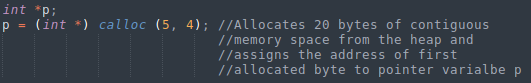 int *p;
p = (int *) calloc (5, 4); //Allocates 20 bytes of contiguous
//memory space from the heap and
//assigns the address of first
//allocated byte to pointer varialbe p